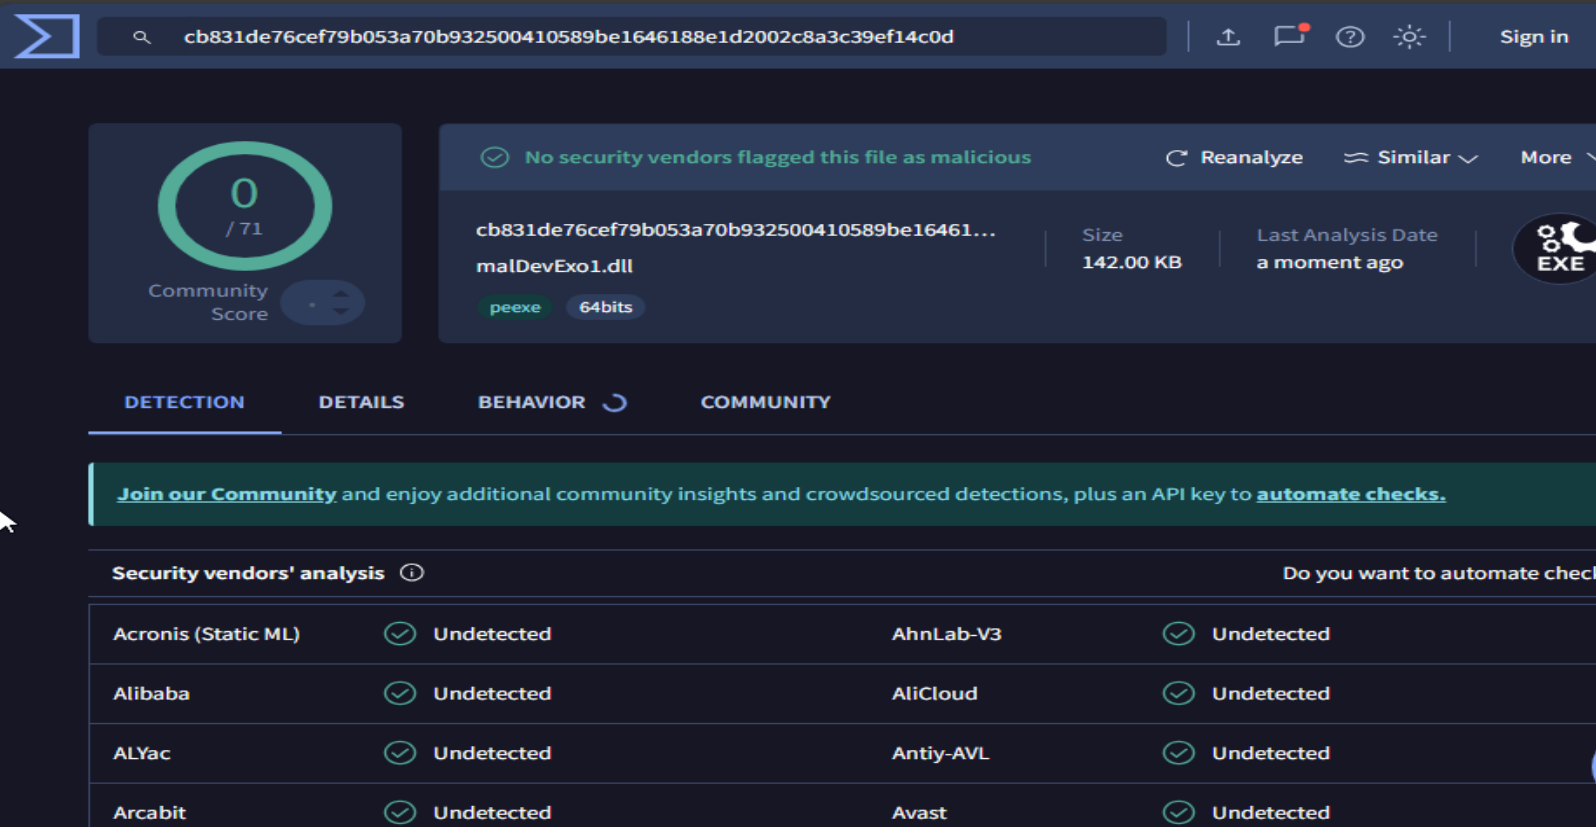 cb831de76cef79b053a70b932500410589be1646188e1d2002c8a3c39ef14c0d
Sign in
0
/ 71
Community
Score
No security vendors flagged this file as malicious
Reanalyze
Similar
More
cb831de76cef79b053a70b932500410589be16461...
malDevExo1.dll
peexe
64bits
Size
142.00 KB
Last Analysis Date
a moment ago
EXE
DETECTION
DETAILS
BEHAVIOR
COMMUNITY
Join our Community and enjoy additional community insights and crowdsourced detections, plus an API key to automate checks.
Security vendors' analysis
Do you want to automate check
Acronis (Static ML)
Undetected
AhnLab-V3
Undetected
Alibaba
Undetected
AliCloud
Undetected
ALYac
Undetected
Antiy-AVL
Undetected
Arcabit
Undetected
Avast
Undetected